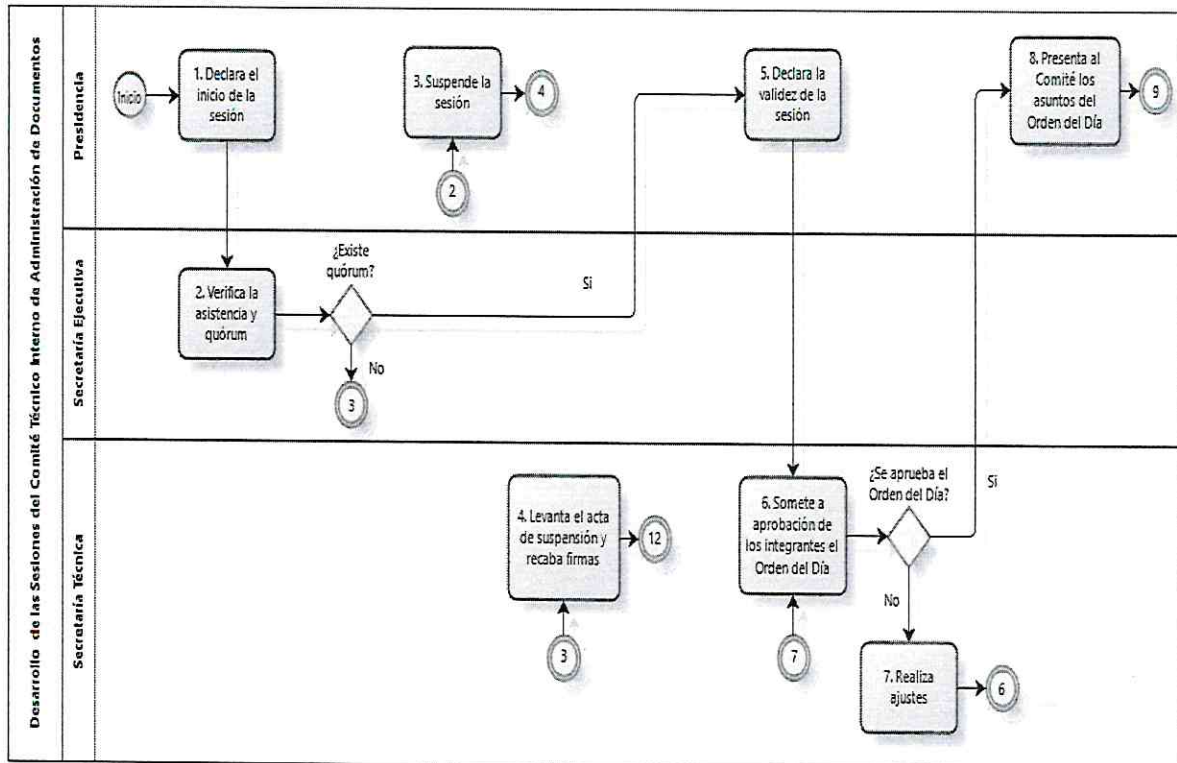 Desarrollo de las Sesiones del Comité Técnico Interno de Administración de Documentos
Presidencia
Inicio
1. Declara el
inicio de la
sesión
3. Suspende la
sesión
4
2
5. Declara la
validez de la
sesión
8. Presenta al
Comité los
asuntos del
Orden del Día
9
Secretaría Ejecutiva
2. Verifica la
asistencia y
quórum
¿Existe
quórum?
Si
No
3
Secretaría Técnica
4. Levanta el acta
de suspensión y
recaba firmas
12
3
6. Somete a
aprobación de
los integrantes el
Orden del Día
7
¿Se aprueba el
Orden del Día?
Si
No
7. Realiza
ajustes
6